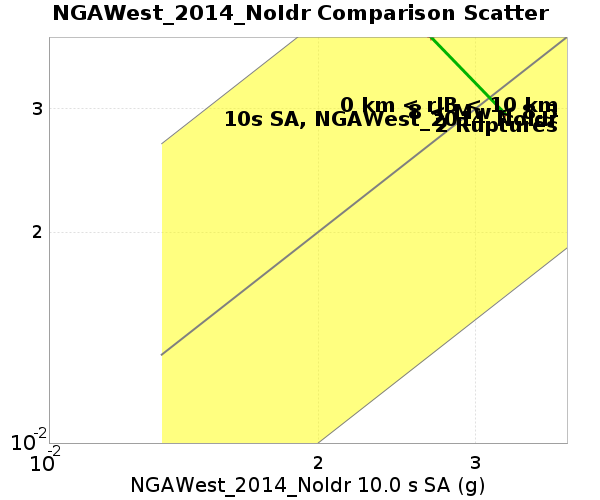 NGAWest_2014_NoIdr Comparison Scatter
3
0 km < rJB < 10 km
10s SA, NGAWest_2014_NoIdr
2 Ruptures
2
10-2
10-2
2
3
NGAWest_2014_NoIdr 10.0 s SA (g)